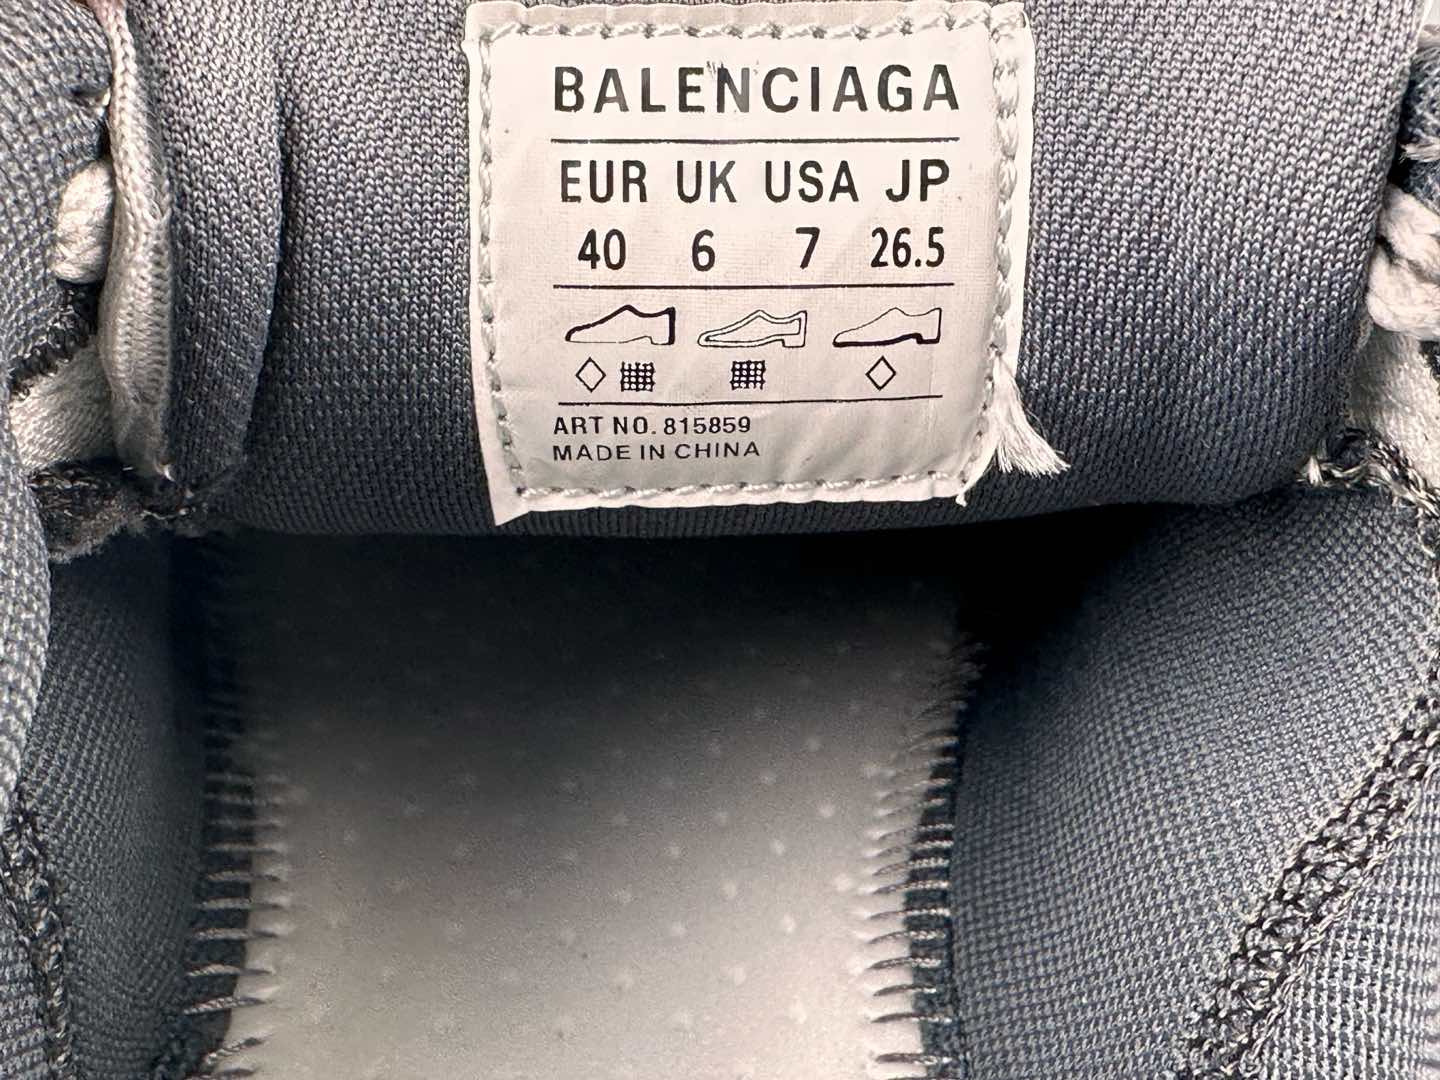 BALENCIAGA
EUR UK USA JP
40 6 7 26.5
ART NO. 815859
MADE IN CHINA